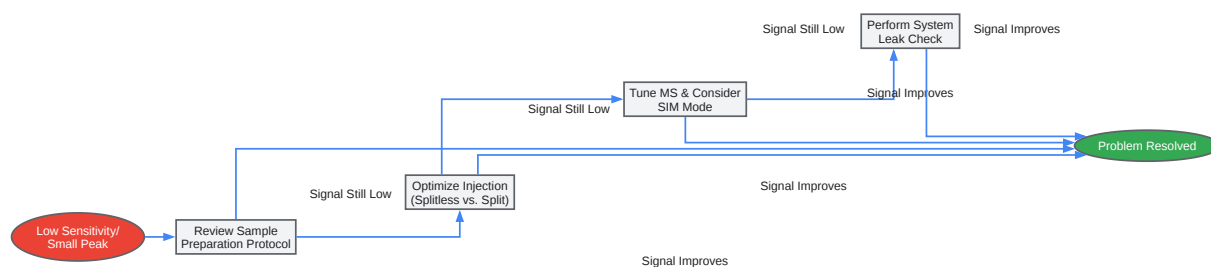 Signal Still Low
Perform System
Leak Check
Signal Improves
Tune MS & Consider
SIM Mode
Signal Improves
Signal Still Low
Problem Resolved
Optimize Injection
(Splitless vs. Split)
Signal Improves
Signal Still Low
Low Sensitivity/
Small Peak
Review Sample
Preparation Protocol
Signal Improves